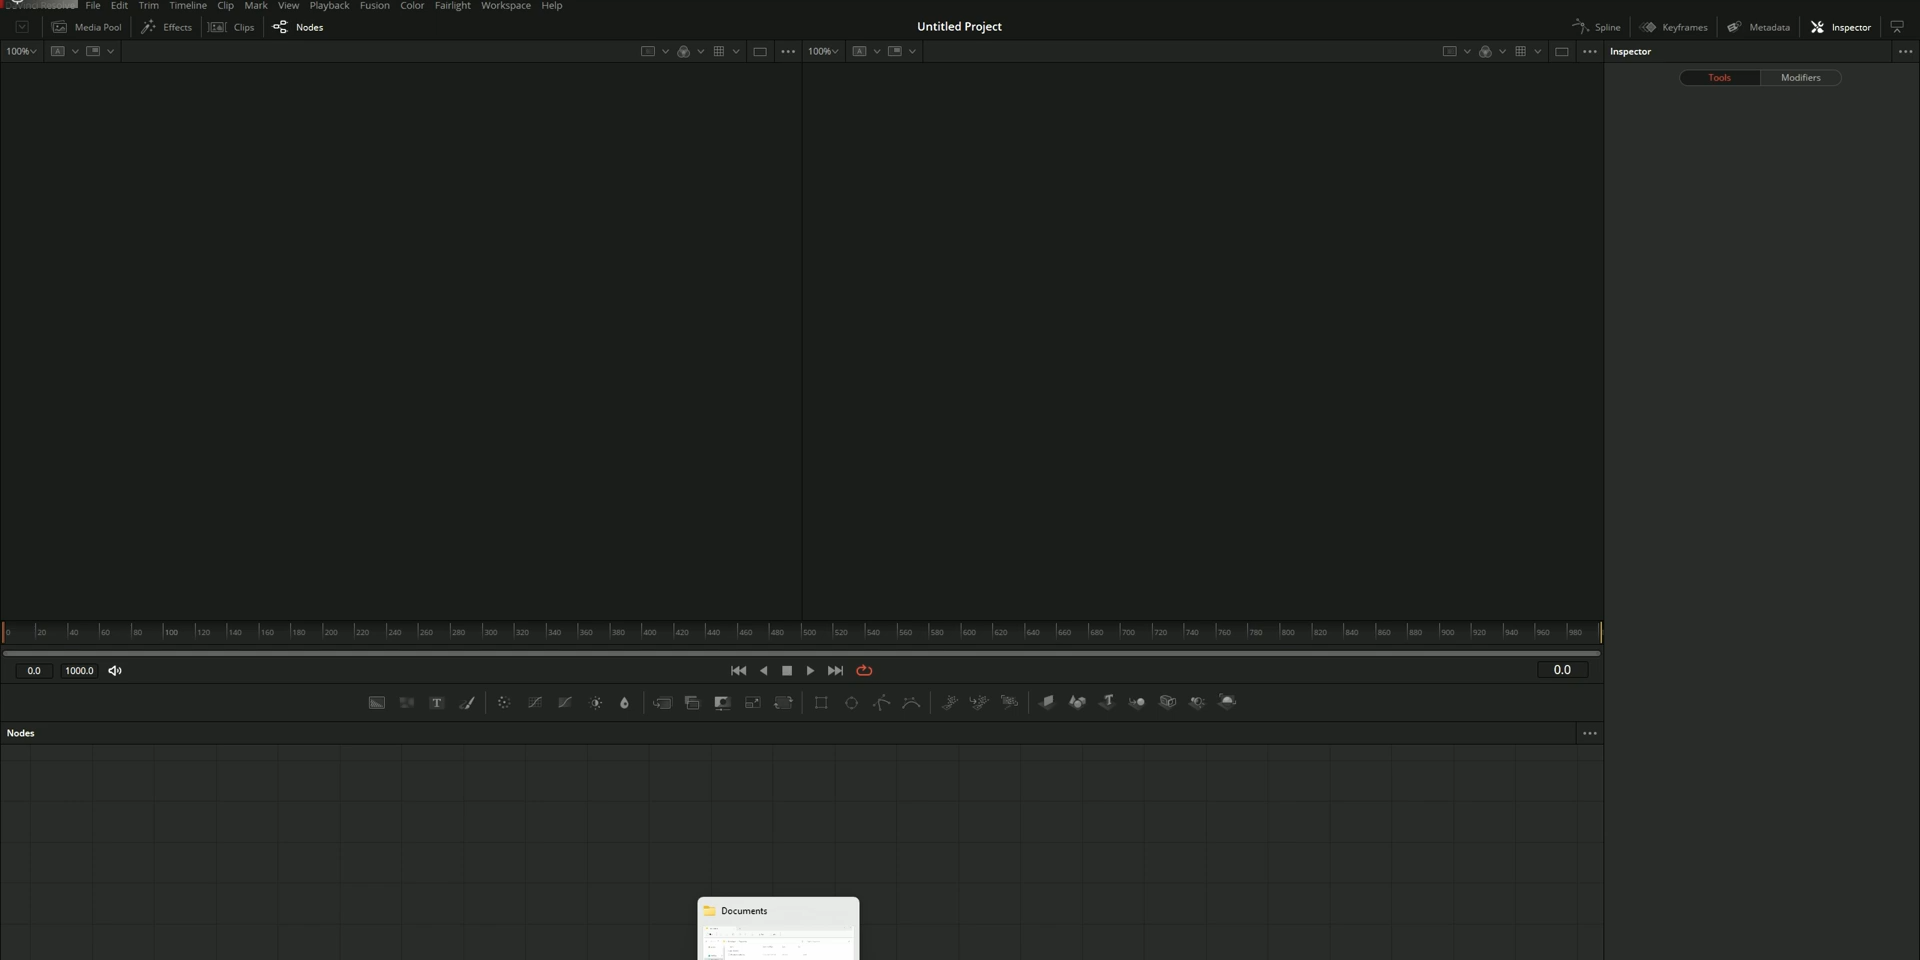 File Edit Trim Timeline Clip Mark View Playback Fusion Color Fairlight Workspace Help
Media Pool Effects Clips Nodes Untitled Project Spline Keyframes Metadata Inspector
100% A 100% A Inspector
Tools Modifiers
0 20 40 60 80 100 120 140 160 180 200 220 240 260 280 300 320 340 360 380 400 420 440 460 480 500 520 540 560 580 600 620 640 660 680 700 720 740 760 780 800 820 840 860 880 900 920 940 960 980
0.0 1000.0 0.0
T
Nodes
Documents